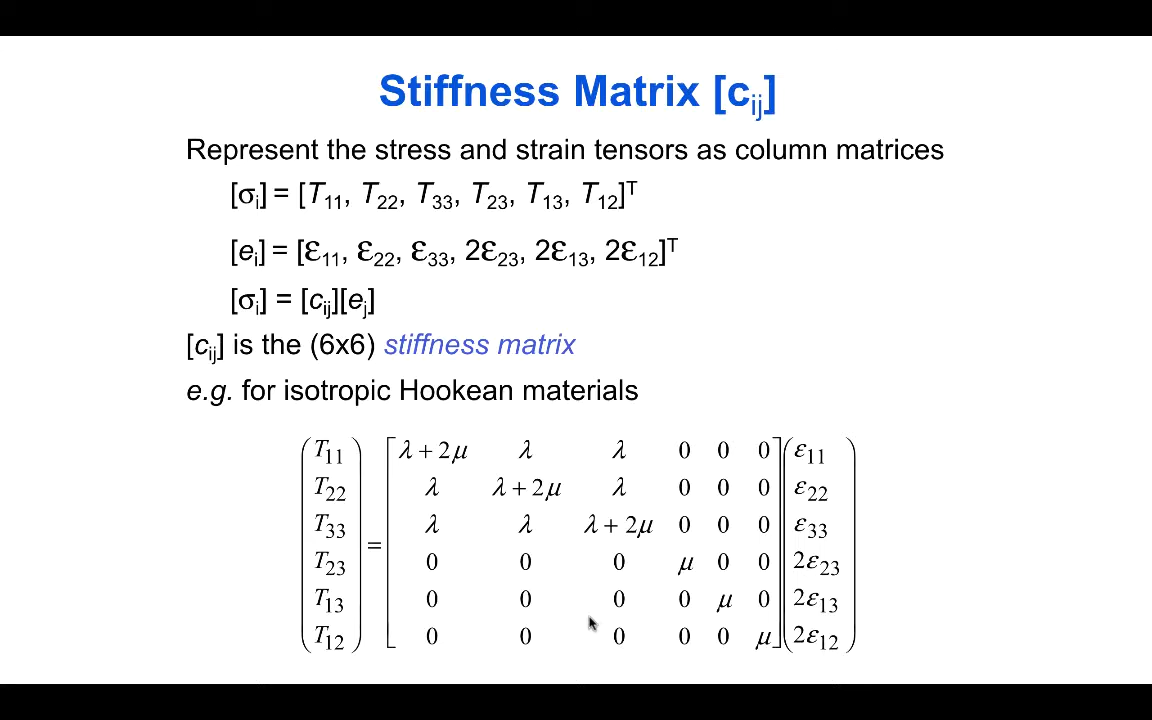 Stiffness Matrix [cij]
Represent the stress and strain tensors as column matrices
[σi] = [T11, T22, T33, T23, T13, T12]T
[ei] = [ε11, ε22, ε33, 2ε23, 2ε13, 2ε12]T
[σi] = [cij][ej]
[cij] is the (6x6) stiffness matrix
e.g. for isotropic Hookean materials
T11 λ + 2μ λ λ 0 0 0 ε11
T22 λ λ + 2μ λ 0 0 0 ε22
T33 λ λ λ + 2μ 0 0 0 ε33
=
T23 0 0 0 μ 0 0 2ε23
T13 0 0 0 0 μ 0 2ε13
T12 0 0 0 0 0 μ 2ε12